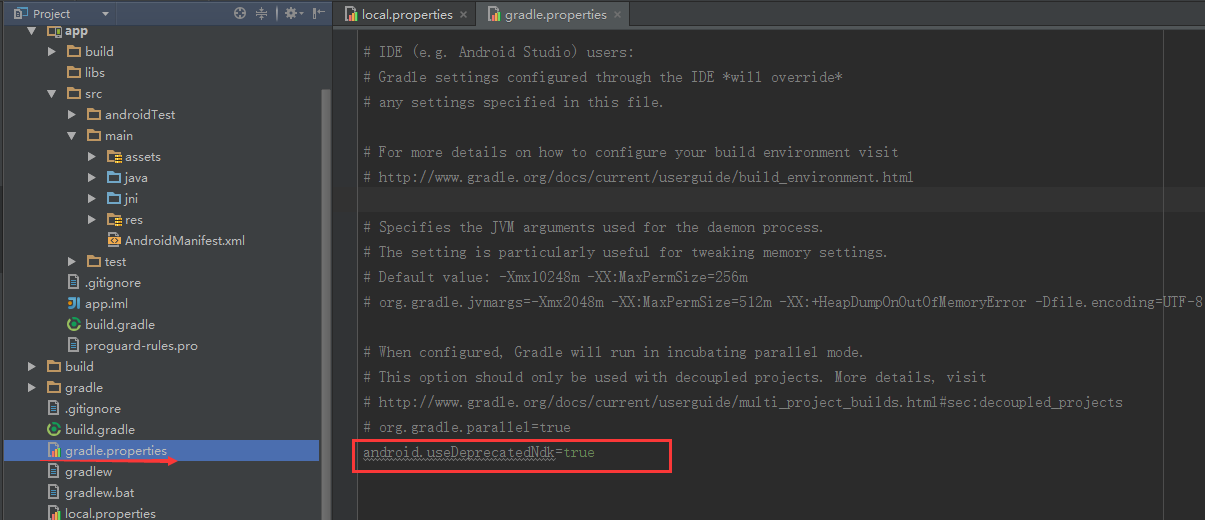 Project
app
build
libs
src
androidTest
main
assets
java
jni
res
AndroidManifest.xml
test
.gitignore
app.iml
build.gradle
proguard-rules.pro
build
gradle
.gitignore
build.gradle
gradle.properties
gradlew
gradlew.bat
local.properties
local.properties
gradle.properties
# IDE (e.g. Android Studio) users:
# Gradle settings configured through the IDE *will override*
# any settings specified in this file.
# For more details on how to configure your build environment visit
# http://www.gradle.org/docs/current/userguide/build_environment.html
# Specifies the JVM arguments used for the daemon process.
# The setting is particularly useful for tweaking memory settings.
# Default value: -Xmx10248m -XX:MaxPermSize=256m
# org.gradle.jvmargs=-Xmx2048m -XX:MaxPermSize=512m -XX:+HeapDumpOnOutOfMemoryError -Dfile.encoding=UTF-8
# When configured, Gradle will run in incubating parallel mode.
# This option should only be used with decoupled projects. More details, visit
# http://www.gradle.org/docs/current/userguide/multi_project_builds.html#sec:decoupled_projects
# org.gradle.parallel=true
android.useDeprecatedNdk=true